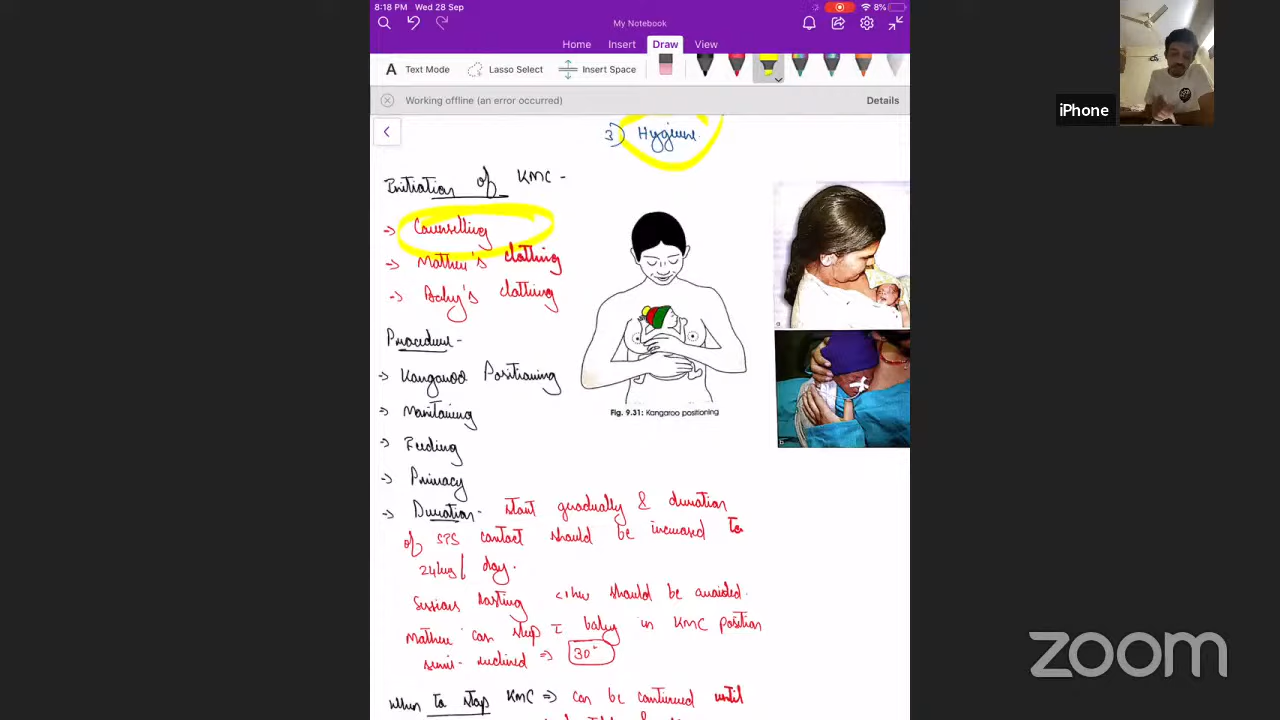 8:18 PM Wed 28 Sep
8%
My Notebook
Home Insert Draw View
Text Mode Lasso Select Insert Space
Working offline (an error occurred) Details
iPhone
3) Hygiene.
Initiation of KMC -
→ Counselling
→ Mother's clothing
→ Baby's clothing
Procedure -
→ Kangaroo Positioning
→ Monitoring
→ Feeding
→ Privacy
→ Duration - start gradually & duration
of STS contact should be increased to
24 hrs/ day.
Sessions lasting <1hr should be avoided.
Mother can sleep c̄ baby in KMC position
semi-reclined ⇒ 30°
When to stop KMC ⇒ can be continued until
Fig. 9.31: Kangaroo positioning
a
b
zoom